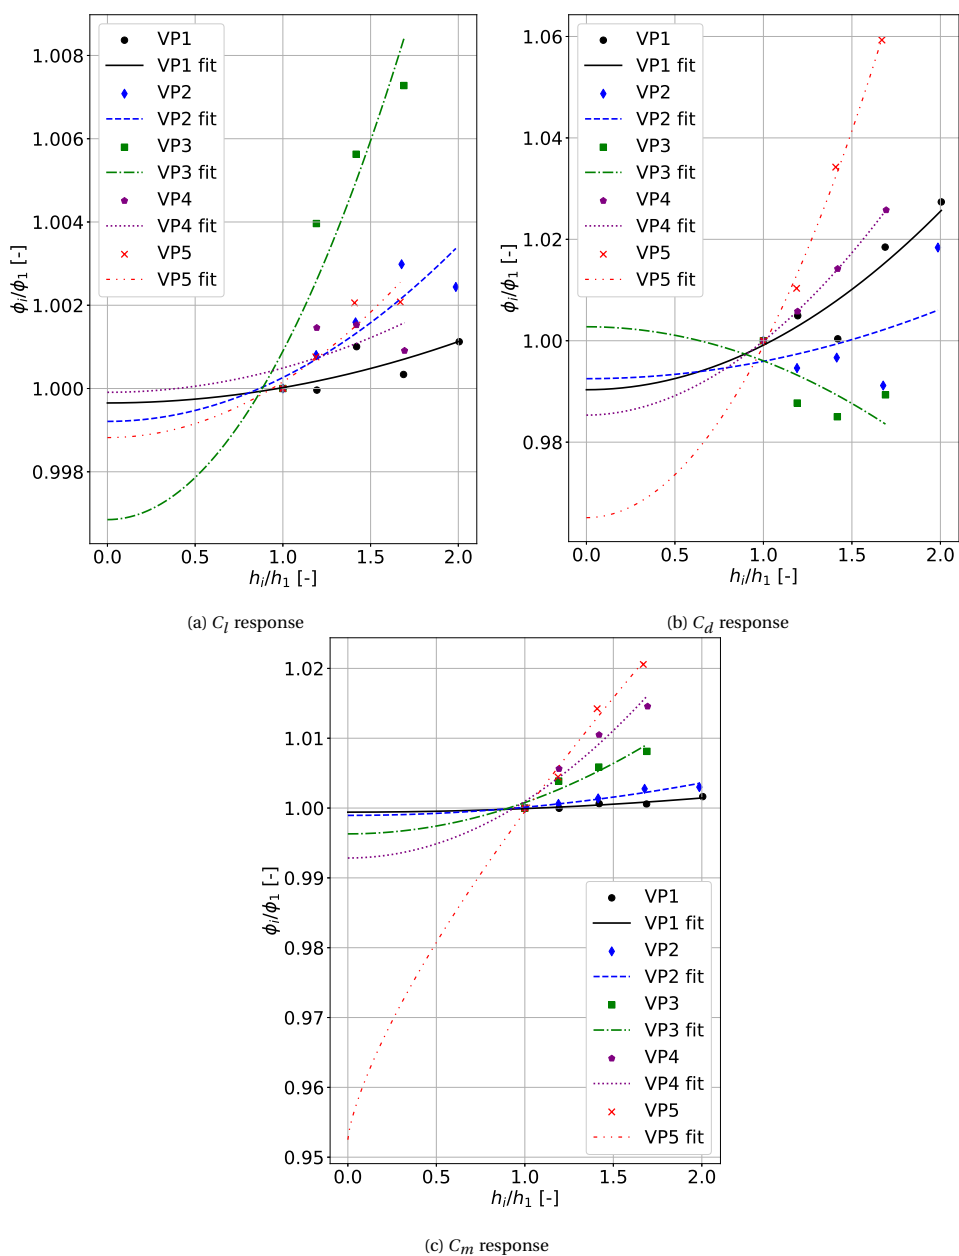 VP1
VP1 fit
VP2
VP2 fit
VP3
VP3 fit
VP4
VP4 fit
VP5
VP5 fit
1.008
1.006
1.004
1.002
1.000
0.998
ϕi/ϕ1 [-]
0.0 0.5 1.0 1.5 2.0
hi/h1 [-]
(a) Cl response
VP1
VP1 fit
VP2
VP2 fit
VP3
VP3 fit
VP4
VP4 fit
VP5
VP5 fit
1.06
1.04
1.02
1.00
0.98
ϕi/ϕ1 [-]
0.0 0.5 1.0 1.5 2.0
hi/h1 [-]
(b) Cd response
1.02
1.01
1.00
0.99
0.98
0.97
0.96
0.95
ϕi/ϕ1 [-]
VP1
VP1 fit
VP2
VP2 fit
VP3
VP3 fit
VP4
VP4 fit
VP5
VP5 fit
0.0 0.5 1.0 1.5 2.0
hi/h1 [-]
(c) Cm response